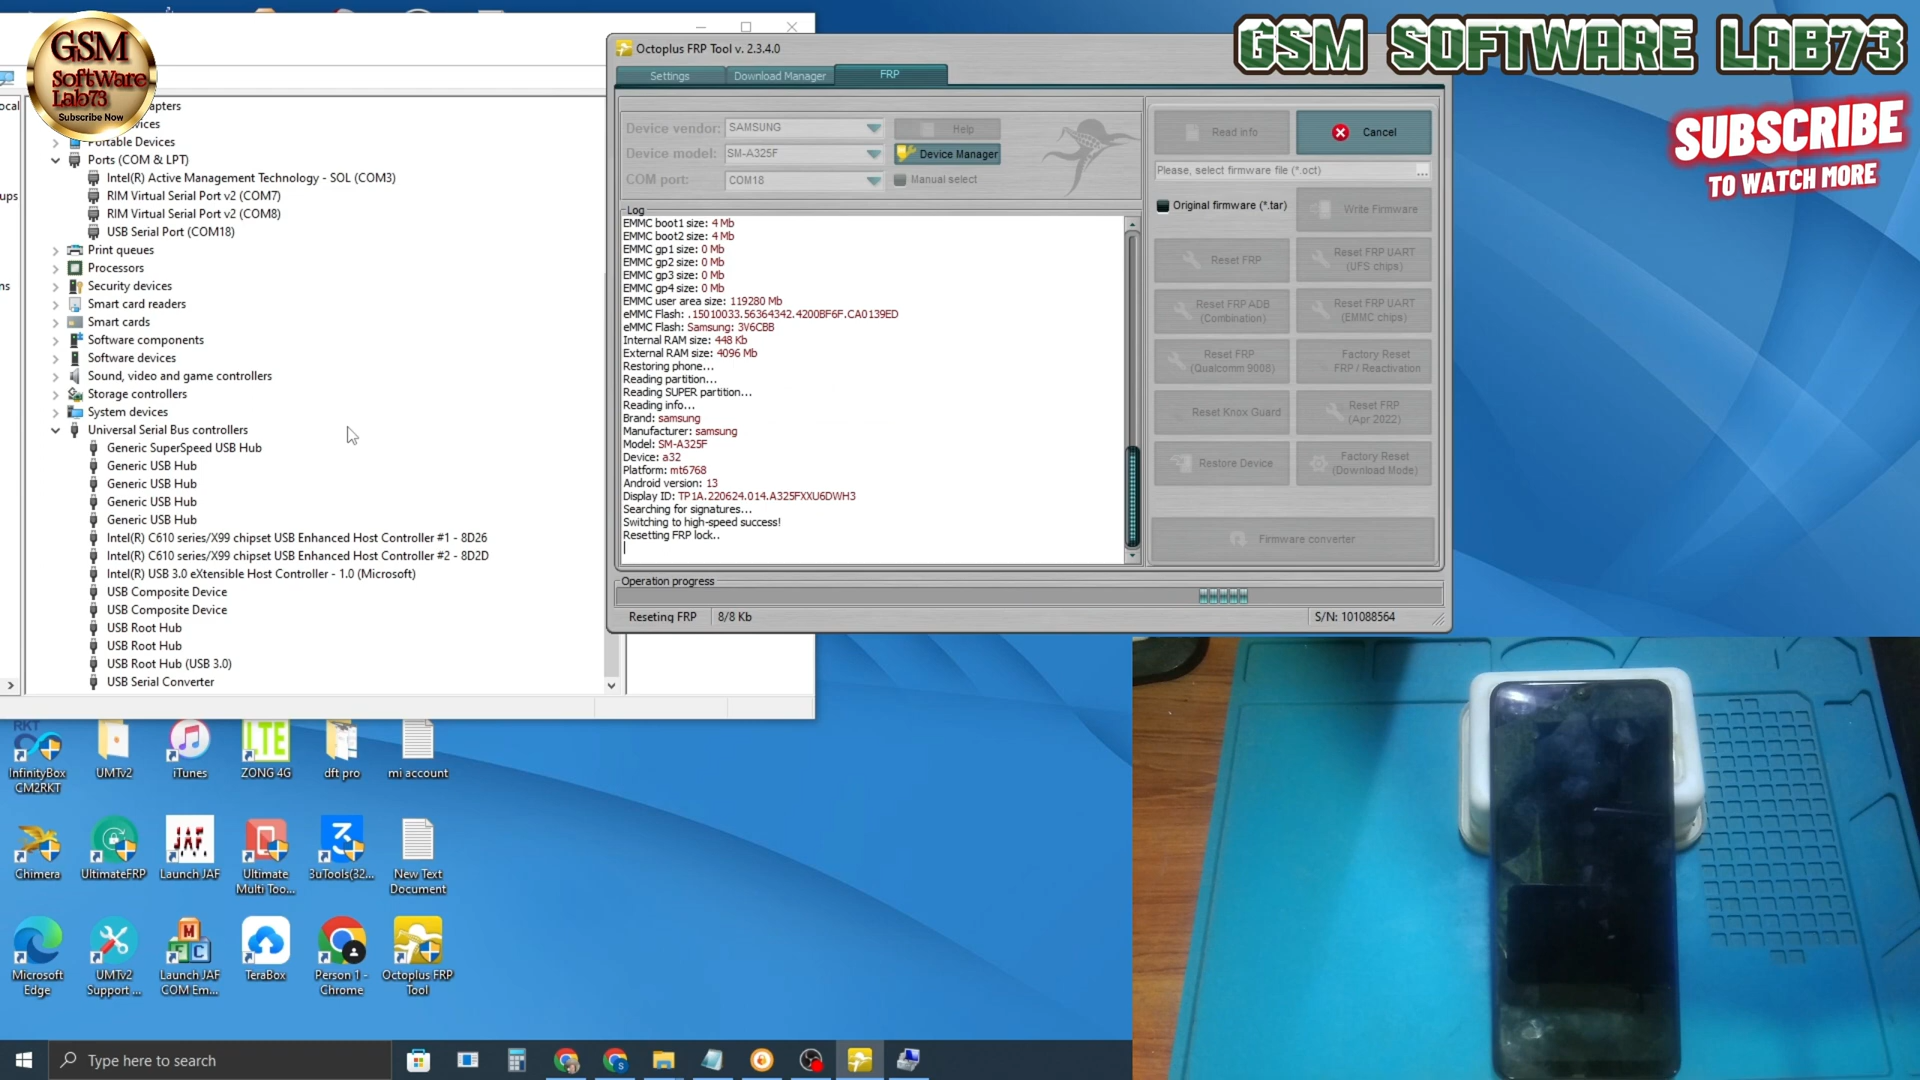 GSM
SoftWare
Lab73
Subscribe Now
GSM SOFTWARE LAB73
SUBSCRIBE
TO WATCH MORE
Portable Devices
Ports (COM & LPT)
Intel(R) Active Management Technology - SOL (COM3)
RIM Virtual Serial Port v2 (COM7)
RIM Virtual Serial Port v2 (COM8)
USB Serial Port (COM18)
Print queues
Processors
Security devices
Smart card readers
Smart cards
Software components
Software devices
Sound, video and game controllers
Storage controllers
System devices
Universal Serial Bus controllers
Generic SuperSpeed USB Hub
Generic USB Hub
Generic USB Hub
Generic USB Hub
Generic USB Hub
Intel(R) C610 series/X99 chipset USB Enhanced Host Controller #1 - 8D26
Intel(R) C610 series/X99 chipset USB Enhanced Host Controller #2 - 8D2D
Intel(R) USB 3.0 eXtensible Host Controller - 1.0 (Microsoft)
USB Composite Device
USB Composite Device
USB Root Hub
USB Root Hub
USB Root Hub (USB 3.0)
USB Serial Converter
Octoplus FRP Tool v. 2.3.4.0
Settings
Download Manager
FRP
Device vendor: SAMSUNG
Help
Device model: SM-A325F
Device Manager
COM port: COM18
Manual select
Log
EMMC boot1 size: 4 Mb
EMMC boot2 size: 4 Mb
EMMC gp1 size: 0 Mb
EMMC gp2 size: 0 Mb
EMMC gp3 size: 0 Mb
EMMC gp4 size: 0 Mb
EMMC user area size: 119280 Mb
eMMC Flash: .15010033.56364342.4200BF6F.CA0139ED
eMMC Flash: Samsung: 3V6CBB
Internal RAM size: 448 Kb
External RAM size: 4096 Mb
Restoring phone...
Reading partition...
Reading SUPER partition...
Reading info...
Brand: samsung
Manufacturer: samsung
Model: SM-A325F
Device: a32
Platform: mt6768
Android version: 13
Display ID: TP1A.220624.014.A325FXXU6DWH3
Searching for signatures...
Switching to high-speed success!
Resetting FRP lock..
Read info
Cancel
Please, select firmware file (*.oct)
...
Original firmware (*.tar)
Write Firmware
Reset FRP
Reset FRP UART
(UFS chips)
Reset FRP ADB
(Combination)
Reset FRP UART
(EMMC chips)
Reset FRP
(Qualcomm 9008)
Factory Reset
FRP / Reactivation
Reset Knox Guard
Reset FRP
(Apr 2022)
Restore Device
Factory Reset
(Download Mode)
Firmware converter
Operation progress
Reseting FRP
8/8 Kb
S/N: 101088564
RKT
InfinityBox
CM2RKT
UMTv2
iTunes
LTE
ZONG 4G
dft pro
mi account
Chimera
UltimateFRP
JAF
Launch JAF
Ultimate
Multi Too...
3uTools(32...
New Text
Document
Microsoft
Edge
UMTv2
Support ...
M
F C
Launch JAF
COM Em...
TeraBox
Person 1 -
Chrome
Octoplus FRP
Tool
Type here to search
S